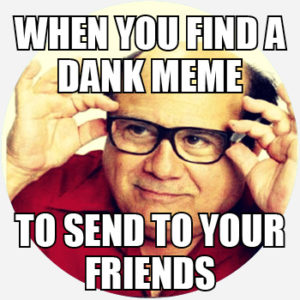 WHEN YOU FIND A
DANK MEME
TO SEND TO YOUR
FRIENDS